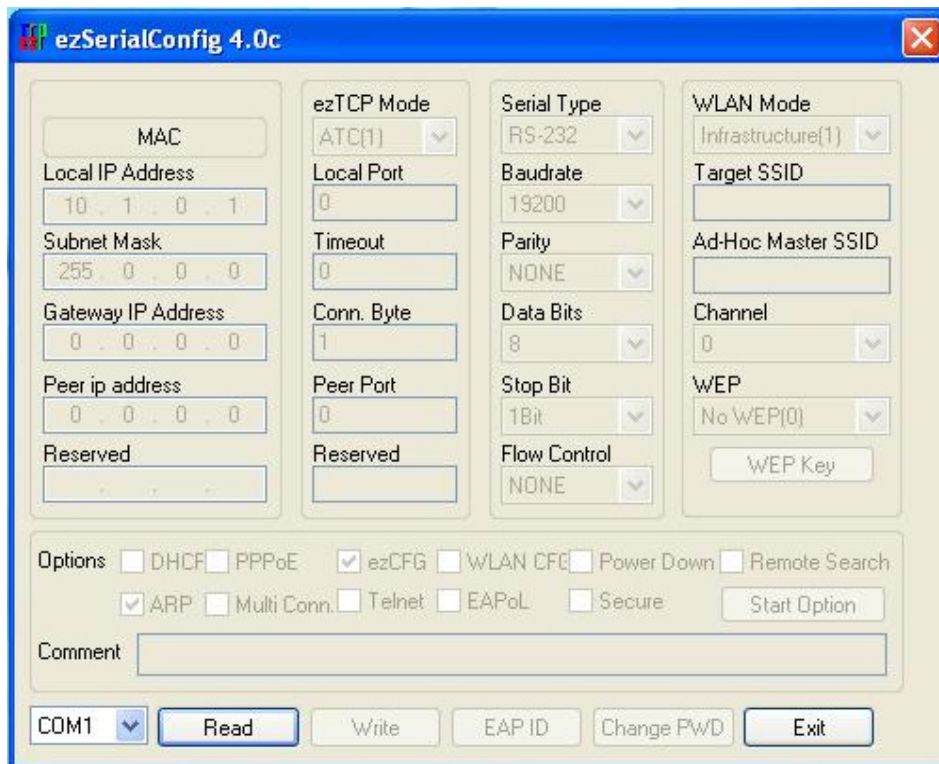 ezSerialConfig 4.0c
MAC
Local IP Address
10 . 1 . 0 . 1
Subnet Mask
255 . 0 . 0 . 0
Gateway IP Address
0 . 0 . 0 . 0
Peer ip address
0 . 0 . 0 . 0
Reserved
. . .
ezTCP Mode
ATC(1)
Local Port
0
Timeout
0
Conn. Byte
1
Peer Port
0
Reserved
Serial Type
RS-232
Baudrate
19200
Parity
NONE
Data Bits
8
Stop Bit
1Bit
Flow Control
NONE
WLAN Mode
Infrastructure(1)
Target SSID
Ad-Hoc Master SSID
Channel
0
WEP
No WEP(0)
WEP Key
Options DHCP PPPoE ezCFG WLAN CFG Power Down Remote Search
ARP Multi Conn. Telnet EAPoL Secure Start Option
Comment
COM1 Read Write EAP ID Change PWD Exit